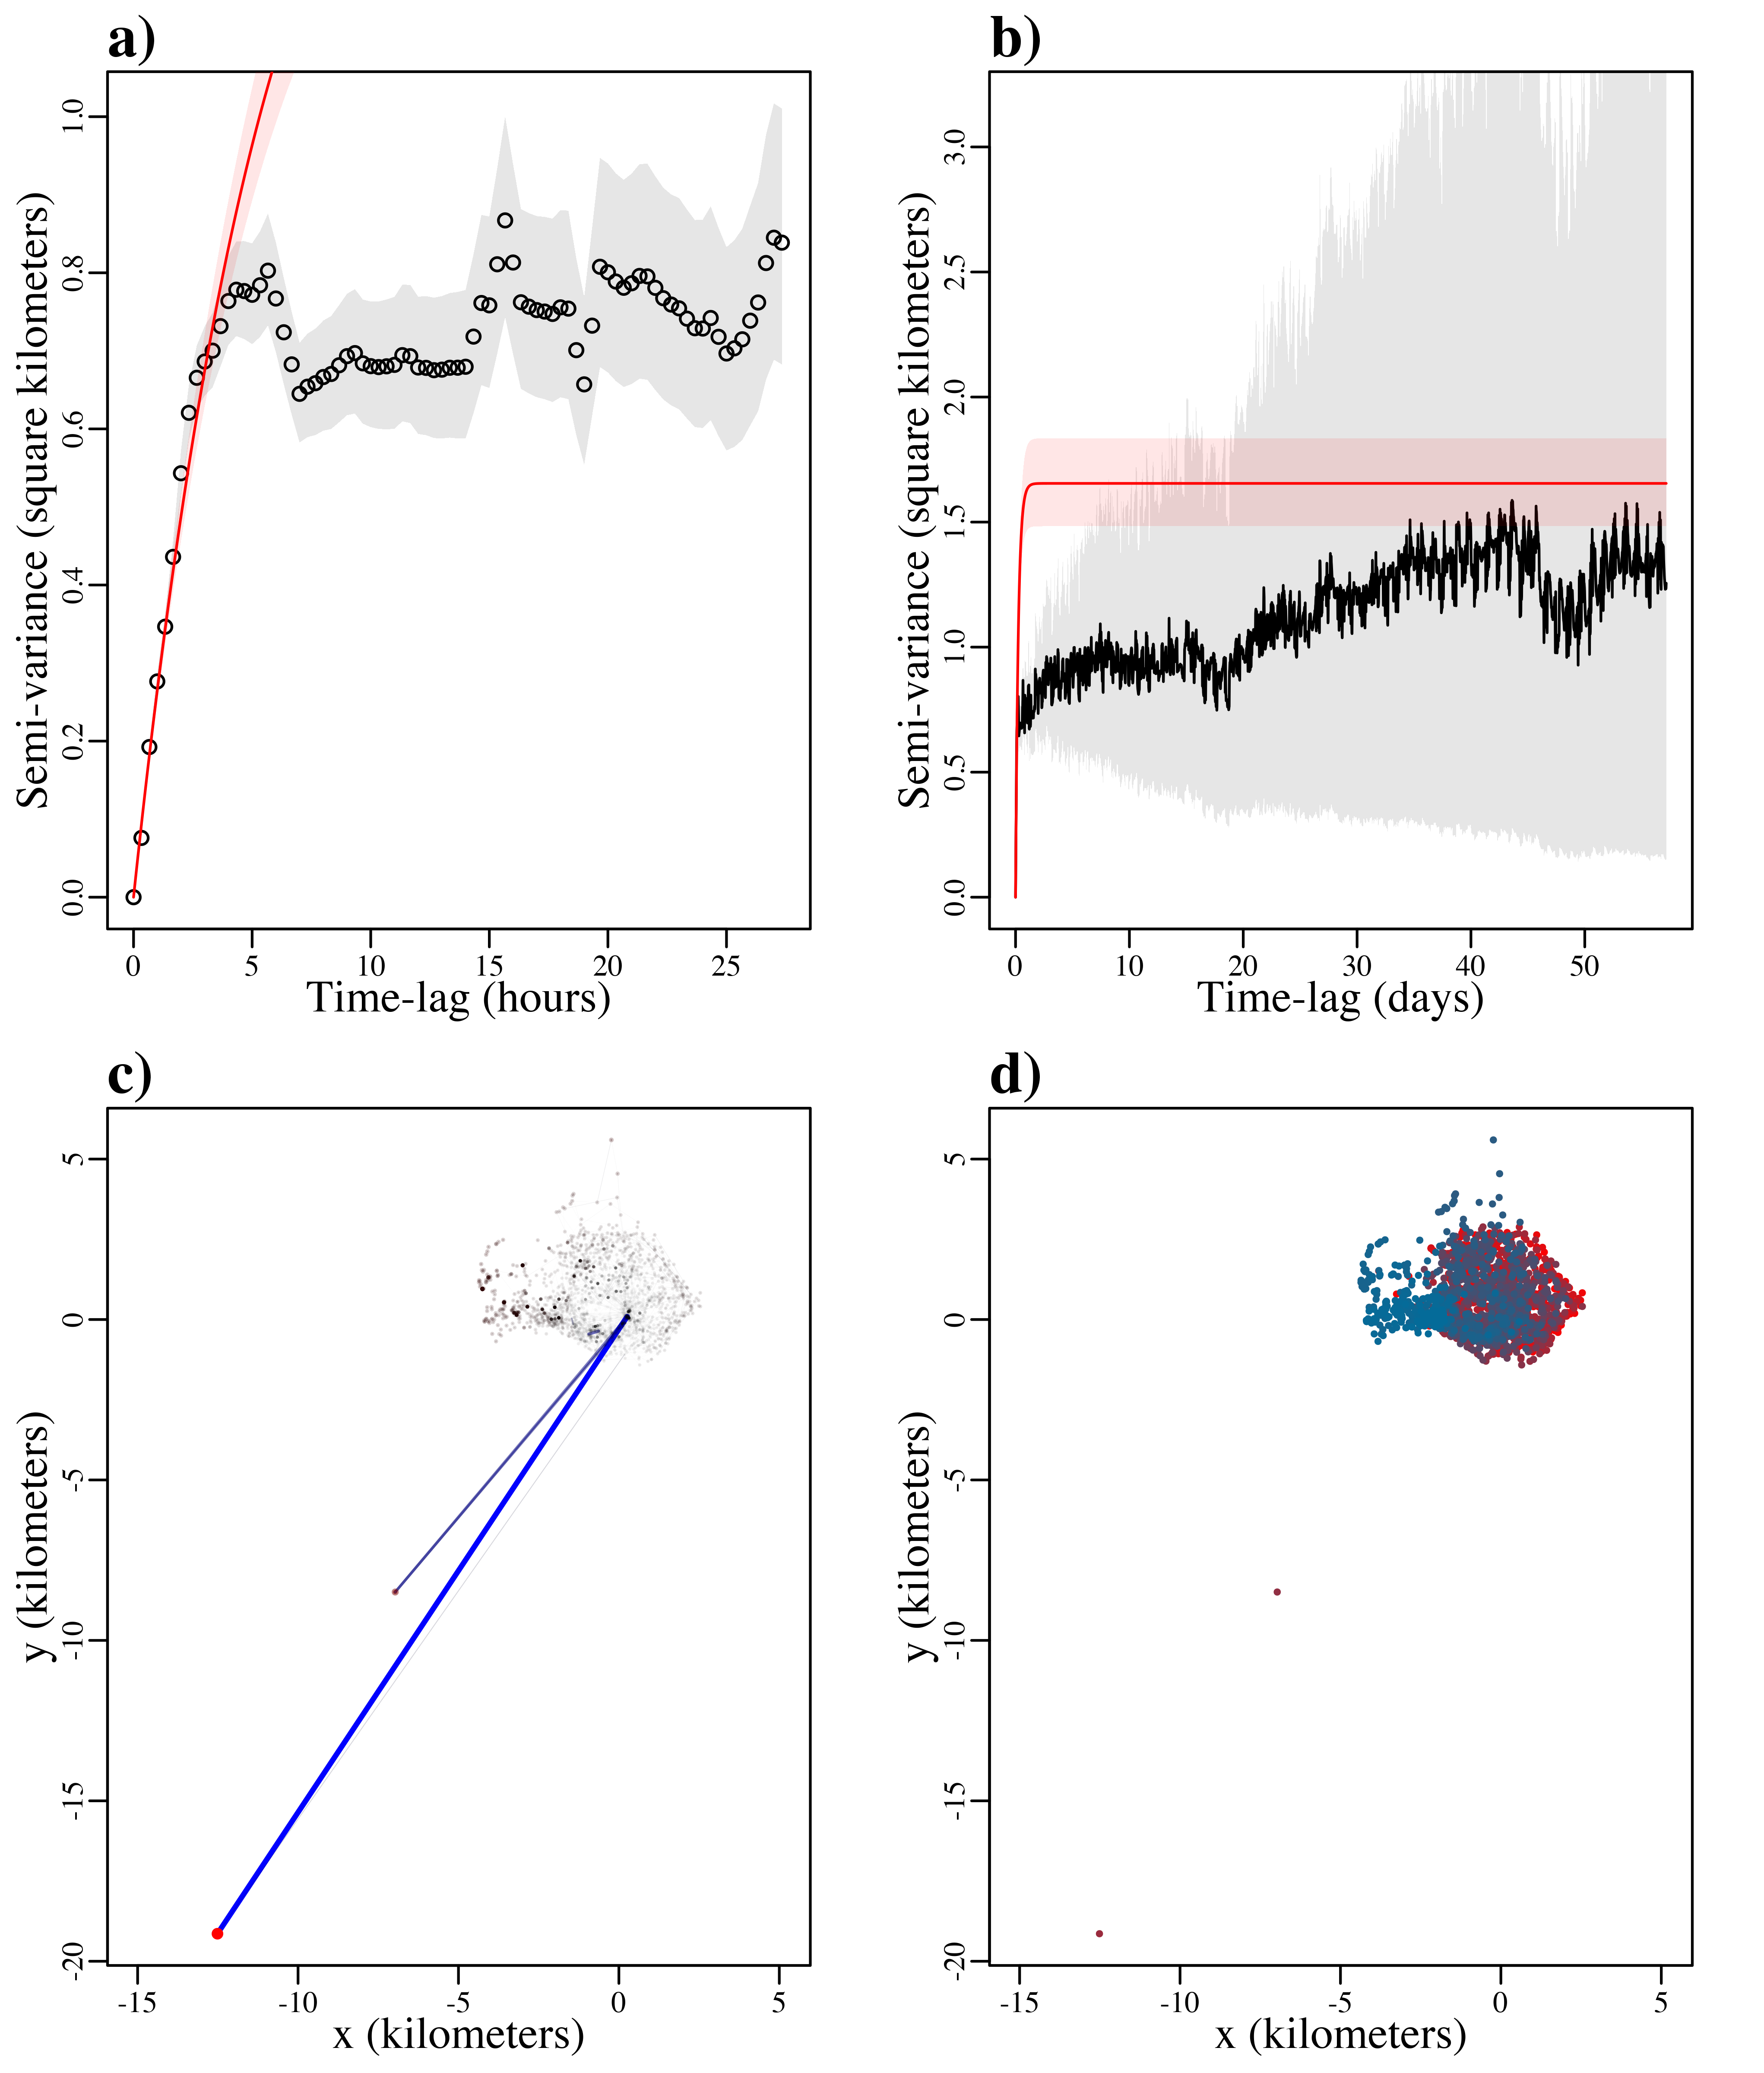 a)
Semi-variance (square kilometers)
0.0 0.2 0.4 0.6 0.8 1.0
0 5 10 15 20 25
Time-lag (hours)
b)
Semi-variance (square kilometers)
0.0 0.5 1.0 1.5 2.0 2.5 3.0
0 10 20 30 40 50
Time-lag (days)
c)
y (kilometers)
-20 -15 -10 -5 0 5
-15 -10 -5 0 5
x (kilometers)
d)
y (kilometers)
-20 -15 -10 -5 0 5
-15 -10 -5 0 5
x (kilometers)